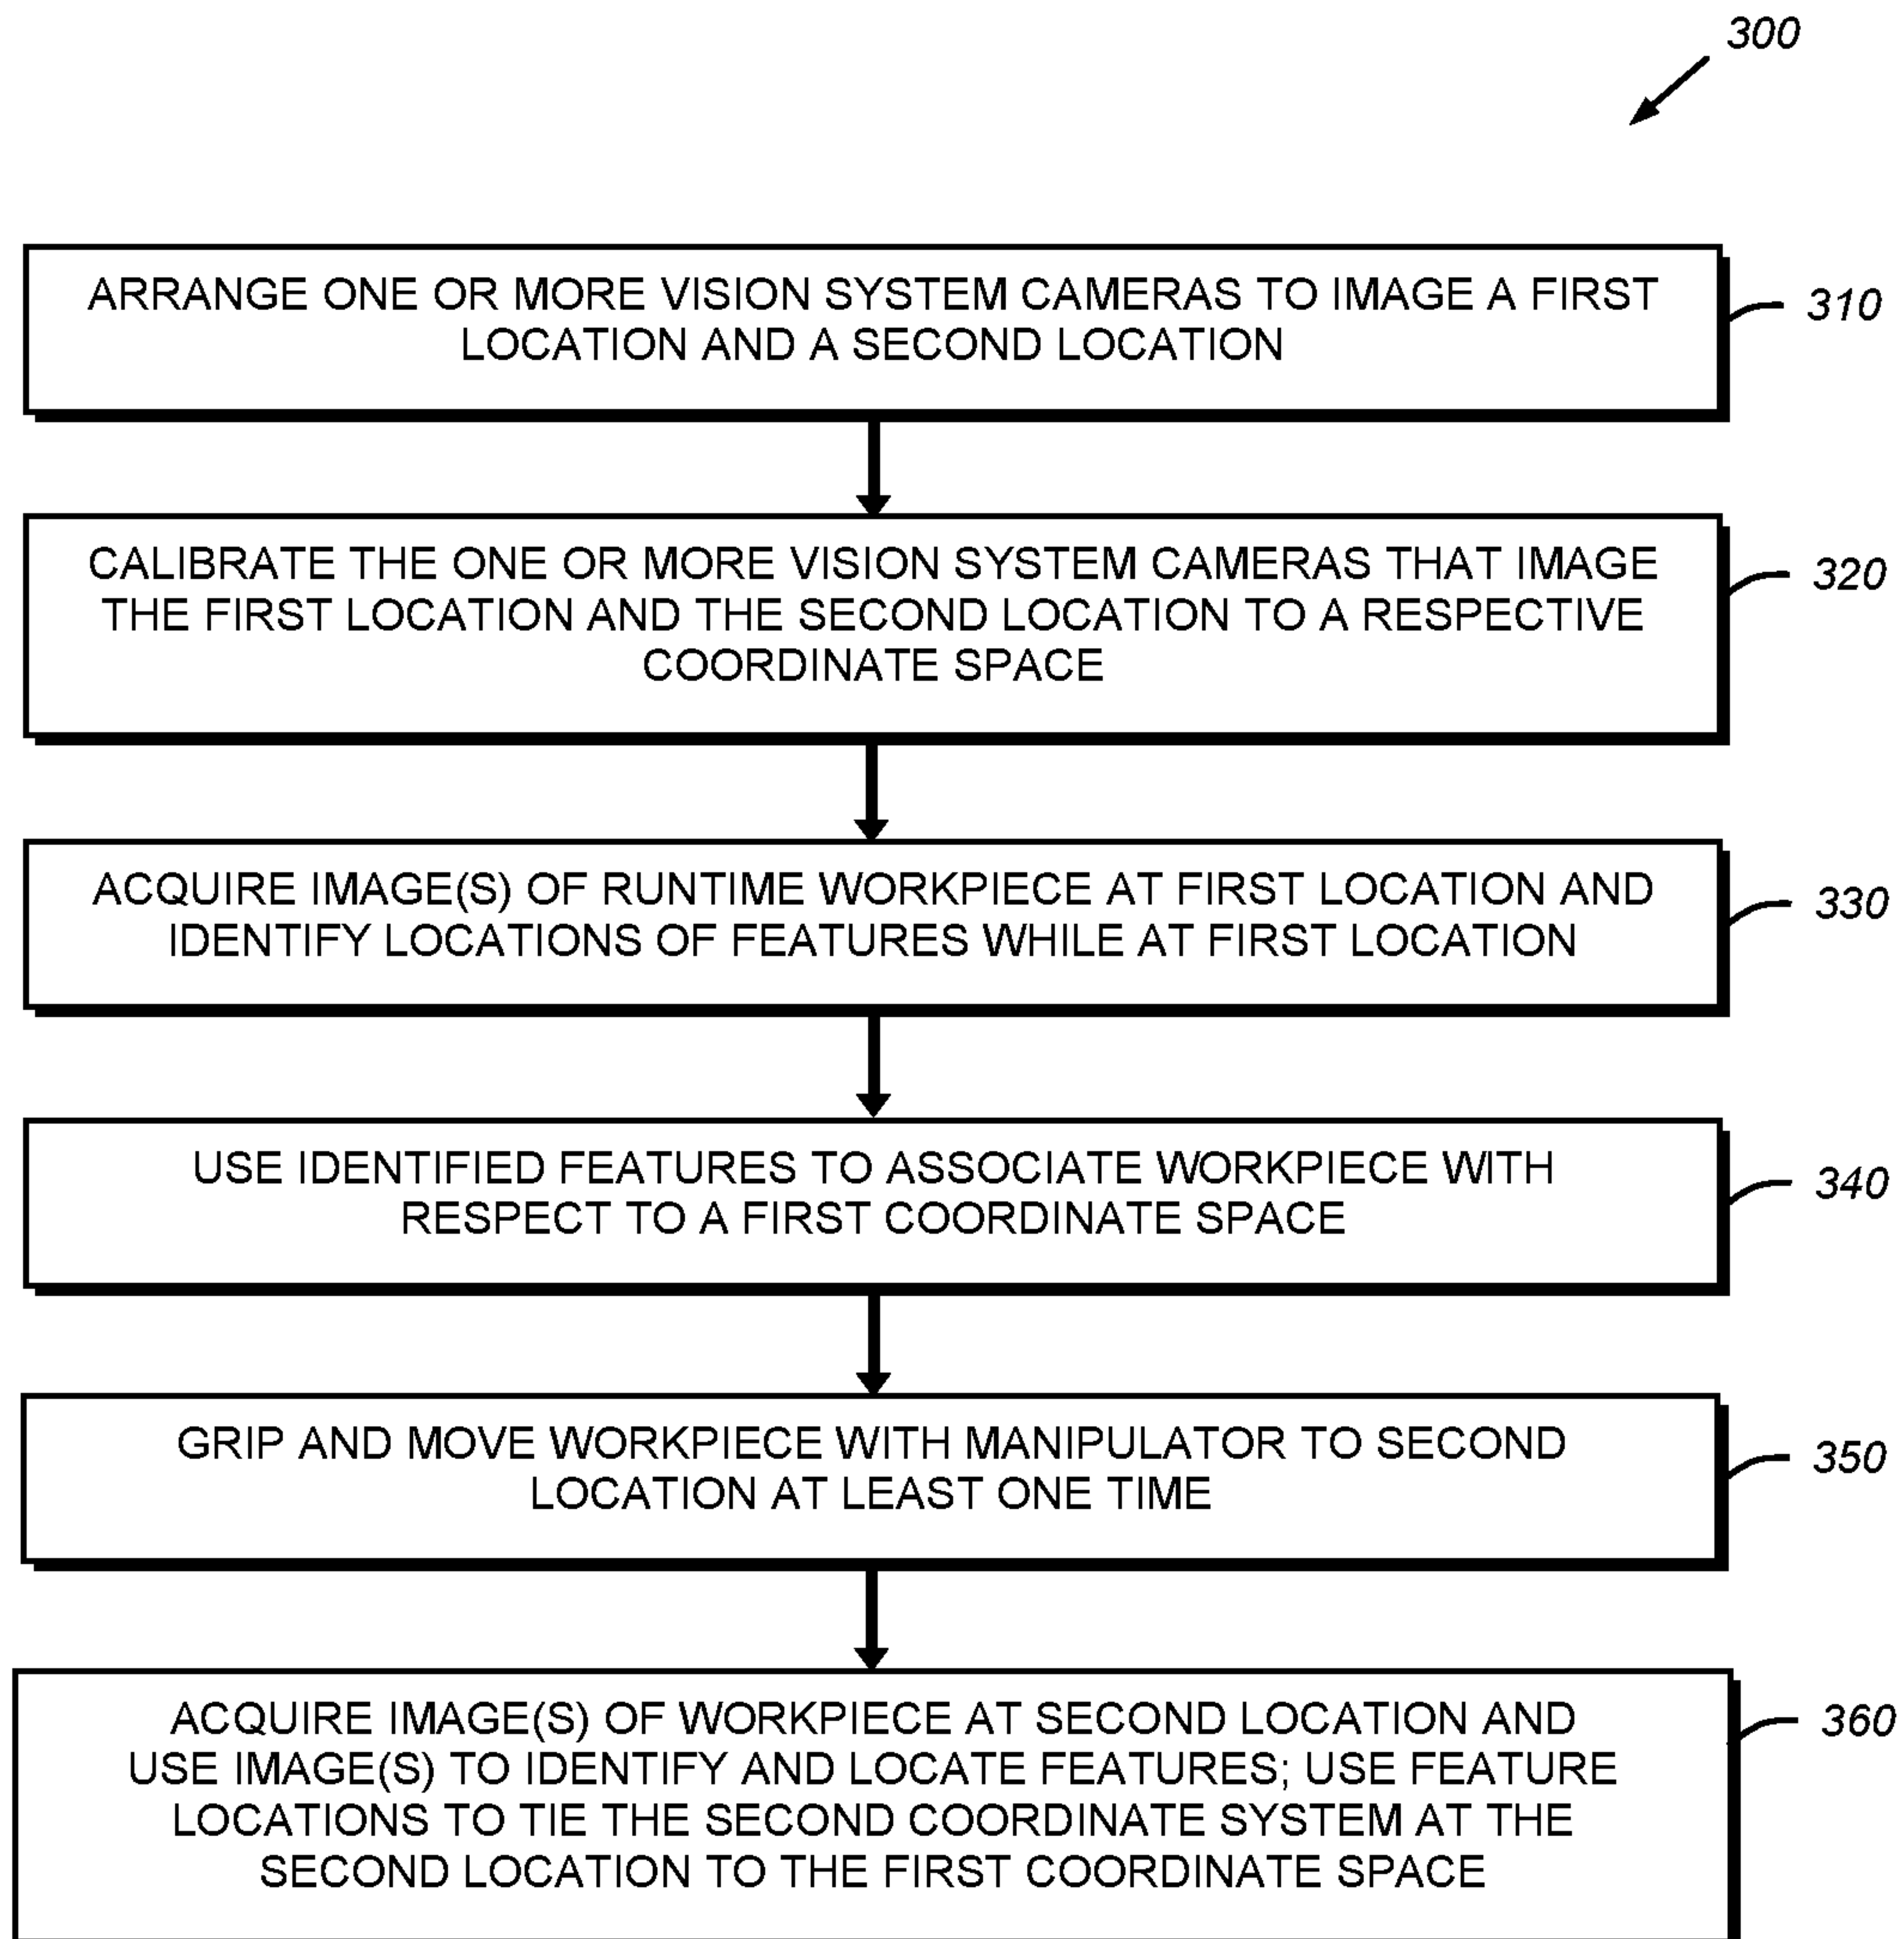 300
ARRANGE ONE OR MORE VISION SYSTEM CAMERAS TO IMAGE A FIRST
LOCATION AND A SECOND LOCATION
310
CALIBRATE THE ONE OR MORE VISION SYSTEM CAMERAS THAT IMAGE
THE FIRST LOCATION AND THE SECOND LOCATION TO A RESPECTIVE
COORDINATE SPACE
320
ACQUIRE IMAGE(S) OF RUNTIME WORKPIECE AT FIRST LOCATION AND
IDENTIFY LOCATIONS OF FEATURES WHILE AT FIRST LOCATION
330
USE IDENTIFIED FEATURES TO ASSOCIATE WORKPIECE WITH
RESPECT TO A FIRST COORDINATE SPACE
340
GRIP AND MOVE WORKPIECE WITH MANIPULATOR TO SECOND
LOCATION AT LEAST ONE TIME
350
ACQUIRE IMAGE(S) OF WORKPIECE AT SECOND LOCATION AND
USE IMAGE(S) TO IDENTIFY AND LOCATE FEATURES; USE FEATURE
LOCATIONS TO TIE THE SECOND COORDINATE SYSTEM AT THE
SECOND LOCATION TO THE FIRST COORDINATE SPACE
360